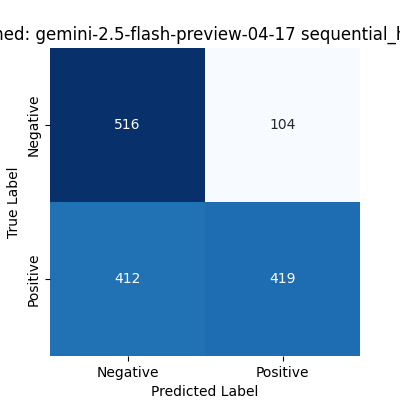 ned: gemini-2.5-flash-preview-04-17 sequential_h
Negative
516
104
True Label
Positive
412
419
Negative
Positive
Predicted Label